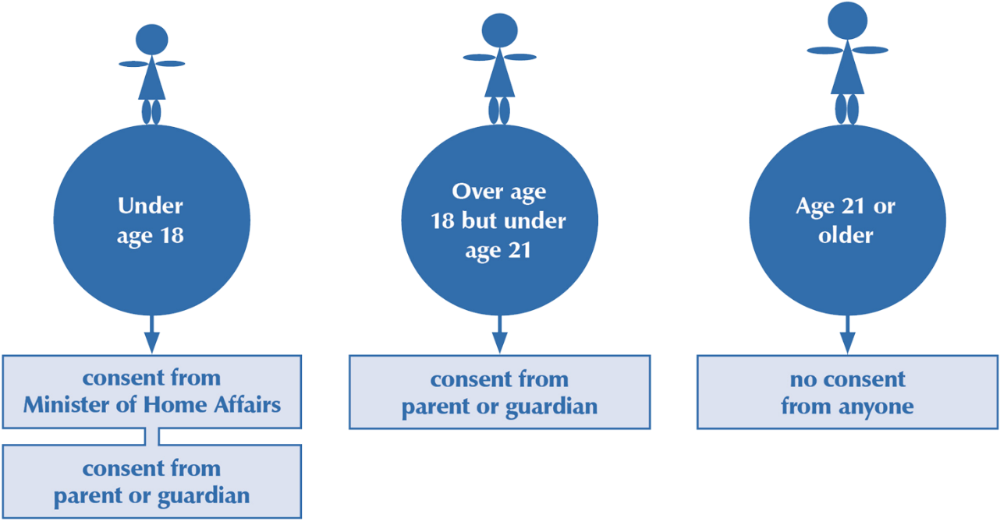 Under
age 18
consent from
Minister of Home Affairs
consent from
parent or guardian
Over age
18 but under
age 21
consent from
parent or guardian
Age 21 or
older
no consent
from anyone